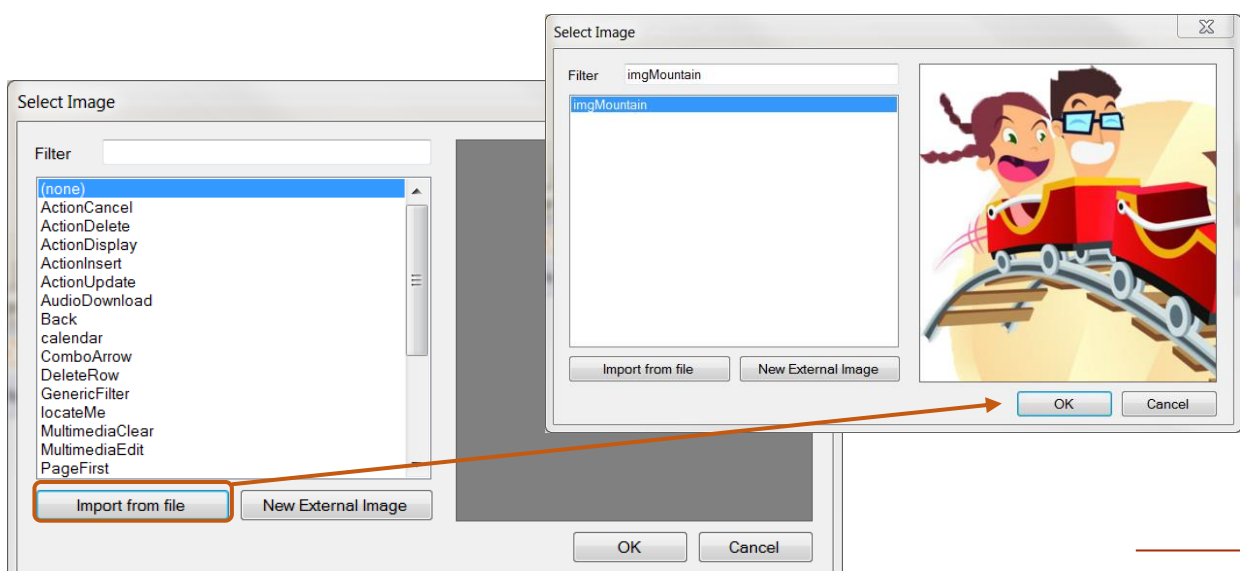 Select Image
Filter
(none)
ActionCancel
ActionDelete
ActionDisplay
ActionInsert
ActionUpdate
AudioDownload
Back
calendar
ComboArrow
DeleteRow
GenericFilter
locateMe
MultimediaClear
MultimediaEdit
PageFirst
Import from file New External Image
OK Cancel
Select Image
Filter imgMountain
imgMountain
Import from file New External Image
OK Cancel